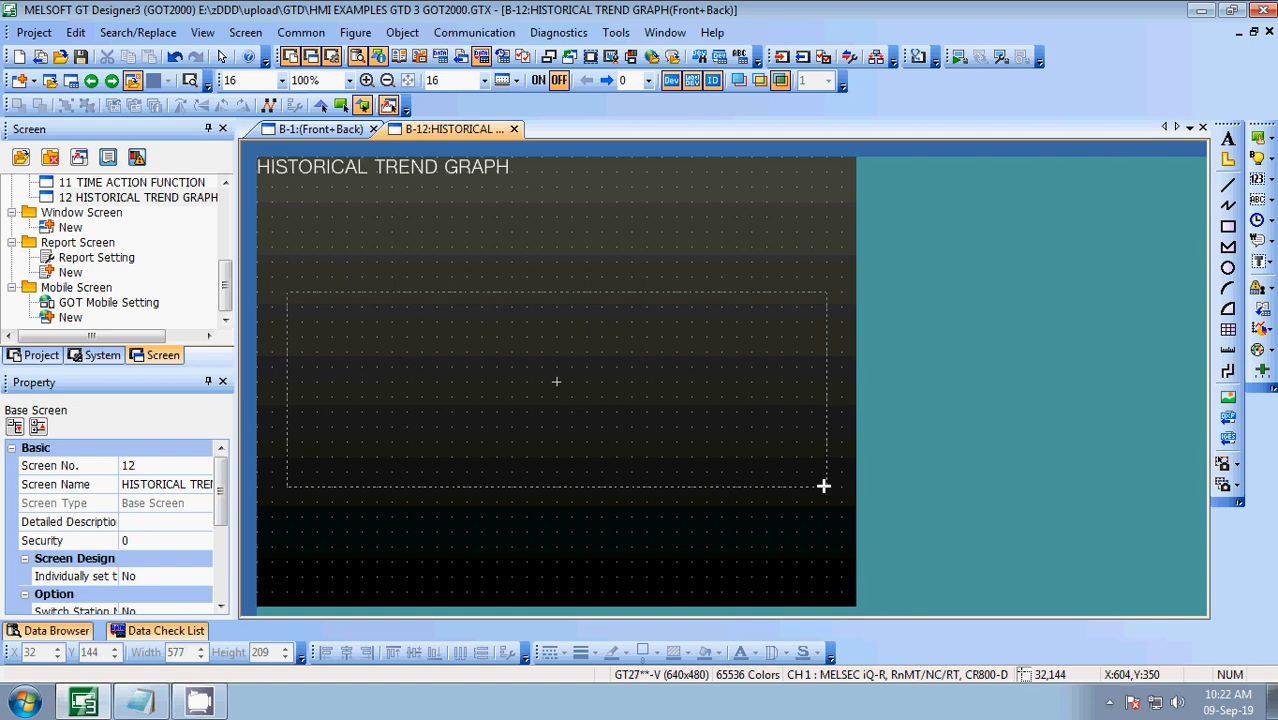 MELSOFT GT Designer3 (GOT2000) E:\zDDD\upload\GTD\HMI EXAMPLES GTD 3 GOT2000.GTX - [B-12:HISTORICAL TREND GRAPH(Front+Back)]
Project Edit Search/Replace View Screen Common Figure Object Communication Diagnostics Tools Window Help
16 100% 16 ON OFF 0 Dev ID 1
Screen
B-1:(Front+Back)
B-12:HISTORICAL ...
11 TIME ACTION FUNCTION
12 HISTORICAL TREND GRAPH
Window Screen
New
Report Screen
Report Setting
New
Mobile Screen
GOT Mobile Setting
New
Project System Screen
HISTORICAL TREND GRAPH
Property
Base Screen
Basic
Screen No. 12
Screen Name HISTORICAL TREN
Screen Type Base Screen
Detailed Descriptio
Security 0
Screen Design
Individually set t No
Option
Switch Station N No
Data Browser Data Check List
X 32 Y 144 Width 577 Height 209
GT27**-V (640x480) 65536 Colors CH 1 : MELSEC iQ-R, RnMT/NC/RT, CR800-D 32,144 X:604,Y:350 NUM
10:22 AM
09-Sep-19